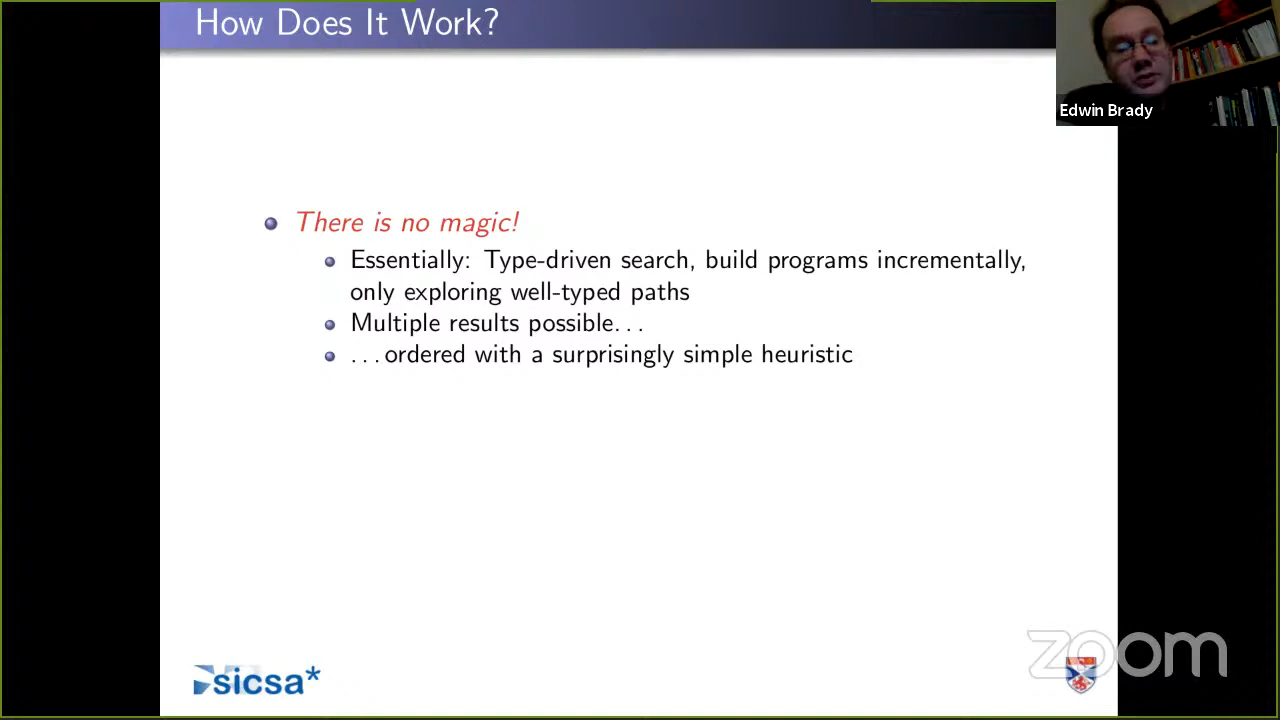 How Does It Work?
Edwin Brady
There is no magic!
Essentially: Type-driven search, build programs incrementally,
only exploring well-typed paths
Multiple results possible...
...ordered with a surprisingly simple heuristic
sicsa*
zoom